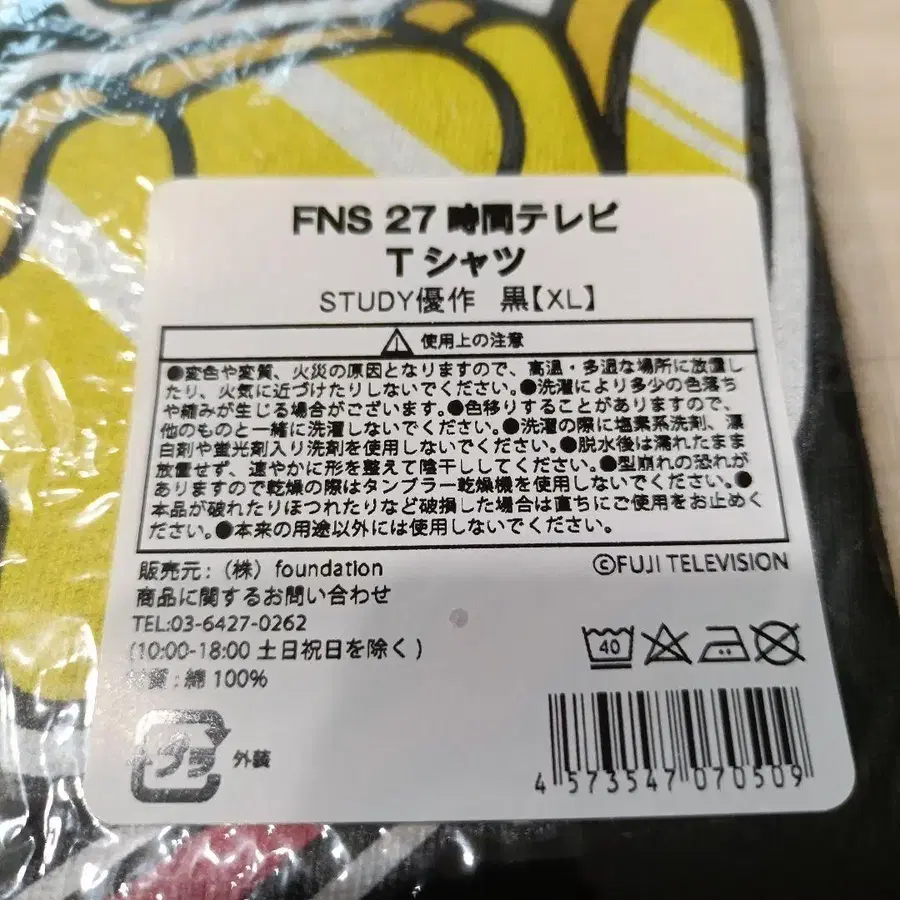 FNS 27 時間テレビ
T シャツ
STUDY優作 黒【XL】
使用上の注意
●変色や変質、火災の原因となりますので、高温・多湿な場所に放置し
たり、火気に近づけたりしないでください。●洗濯により多少の色落ち
や縮みが生じる場合がございます。●色移りすることがありますので、
他のものと一緒に洗濯しないでください。●洗濯の際に塩素系洗剤、漂
白剤や蛍光剤入り洗剤を使用しないでください。●脱水後は濡れたまま
放置せず、速やかに形を整えて陰干ししてください。●型崩れの恐れが
ありますので乾燥の際はタンブラー乾燥機を使用しないでください。●
本品が破れたりほつれたりなど破損した場合は直ちにご使用をお止めく
ださい。●本来の用途以外には使用しないでください。
販売元：（株）foundation
©FUJI TELEVISION
商品に関するお問い合わせ
TEL:03-6427-0262
(10:00-18:00 土日祝日を除く)
質：綿 100%
40
プラ
外装
4 573547 070509